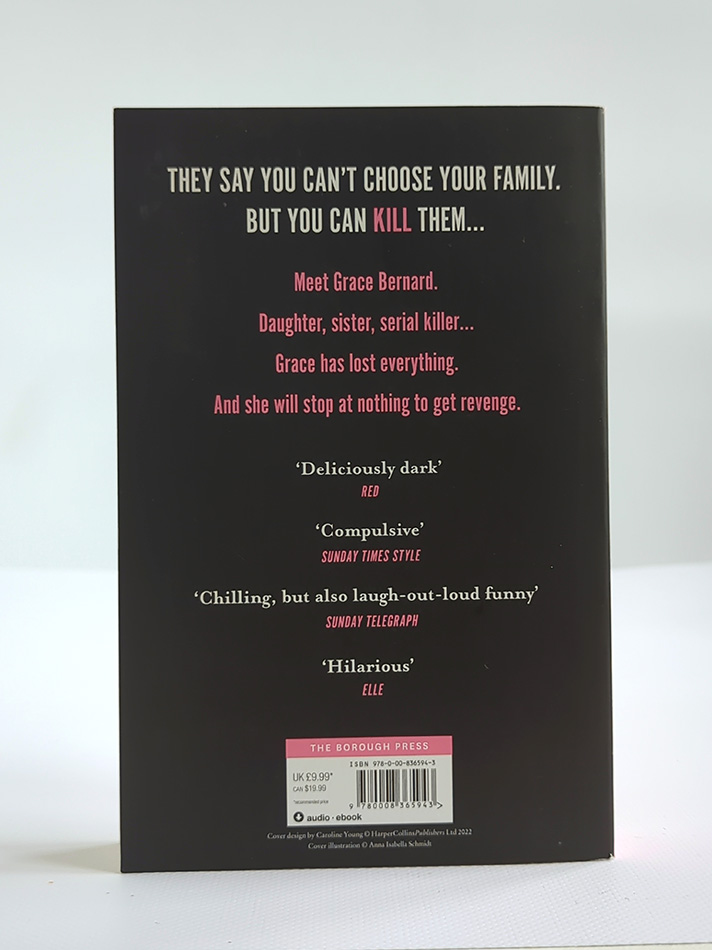 THEY SAY YOU CAN'T CHOOSE YOUR FAMILY.
BUT YOU CAN KILL THEM...
Meet Grace Bernard.
Daughter, sister, serial killer...
Grace has lost everything.
And she will stop at nothing to get revenge.
‘Deliciously dark’
RED
‘Compulsive’
SUNDAY TIMES STYLE
‘Chilling, but also laugh-out-loud funny’
SUNDAY TELEGRAPH
‘Hilarious’
ELLE
THE BOROUGH PRESS
ISBN 978-0-00-836594-3
UK £9.99*
CAN $19.99
*recommended price
9 780008 365943 >
audio · ebook
Cover design by Caroline Young © HarperCollinsPublishers Ltd 2022
Cover illustration © Anna Isabella Schmidt